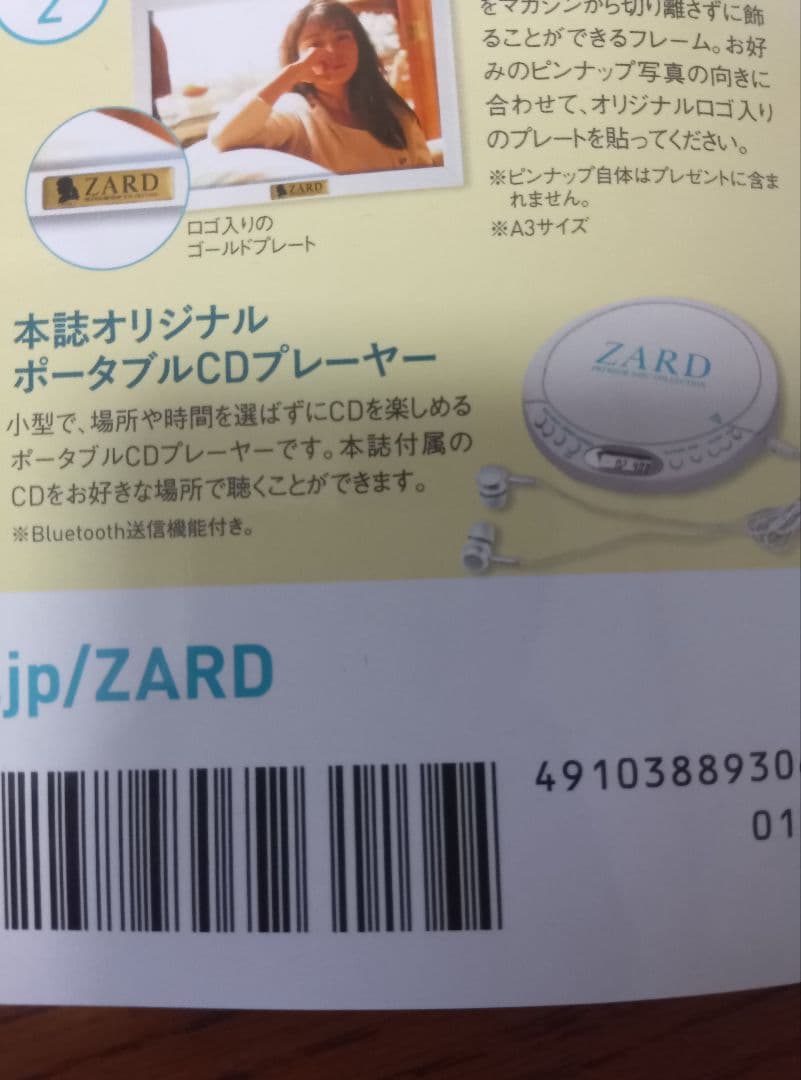 2
をマガジンから切り離さずに飾
ることができるフレーム。お好
みのピンナップ写真の向きに
合わせて、オリジナルロゴ入り
のプレートを貼ってください。
※ピンナップ自体はプレゼントに含ま
れません。
※A3サイズ
ZARD
ZARD
ロゴ入りの
ゴールドプレート
本誌オリジナル
ポータブルCDプレーヤー
小型で、場所や時間を選ばずにCDを楽しめる
ポータブルCDプレーヤーです。本誌付属の
CDをお好きな場所で聴くことができます。
※Bluetooth送信機能付き。
ZARD
PREMIUM DISC COLLECTION
.jp/ZARD
4910388930
01